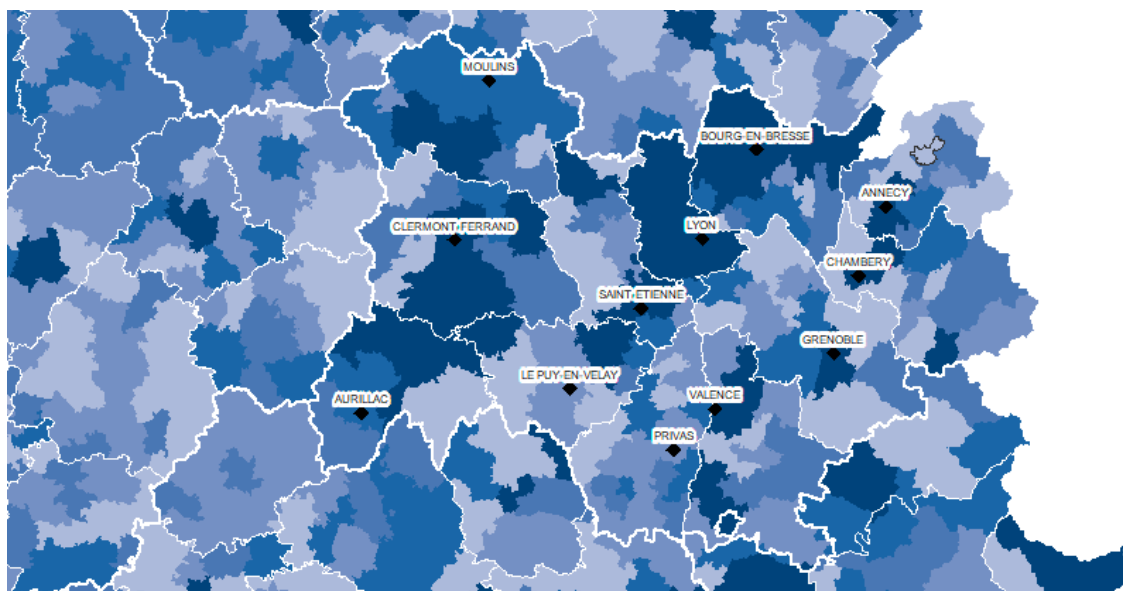 MOULINS
BOURG-EN-BRESSE
ANNECY
CLERMONT-FERRAND
LYON
CHAMBERY
SAINT-ETIENNE
GRENOBLE
LE PUY-EN-VELAY
AURILLAC
VALENCE
PRIVAS